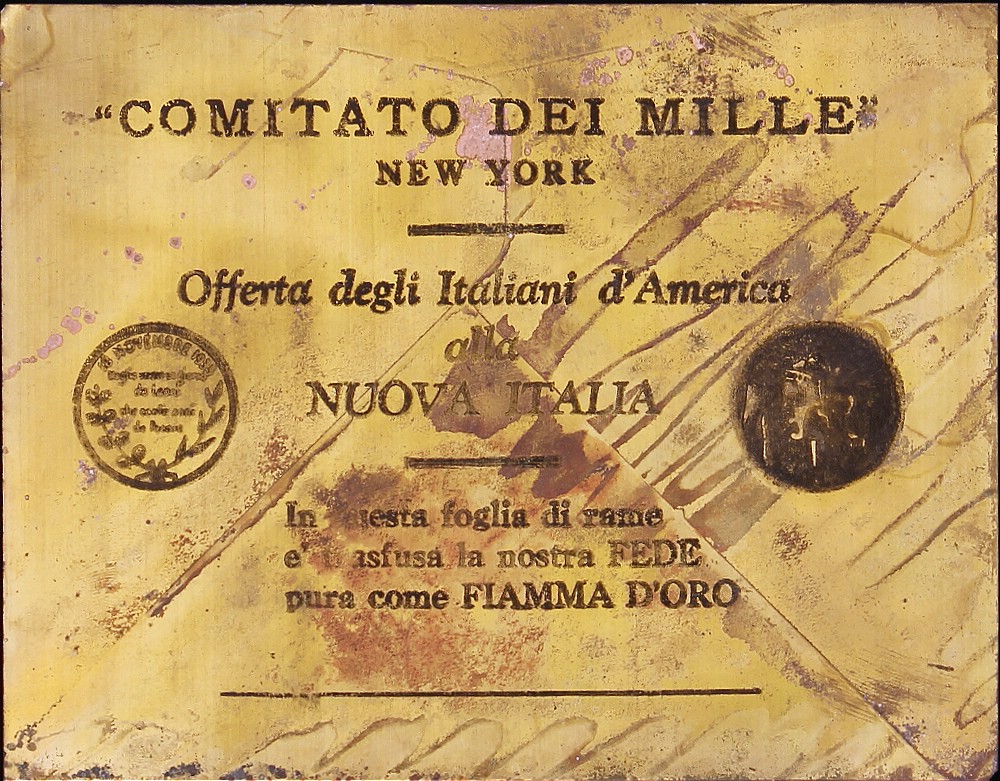 “COMITATO DEI MILLE”
NEW YORK
Offerta degli Italiani d'America
alla
NUOVA ITALIA
NOVEMBRE
In questa foglia di rame
e' trasfusa la nostra FEDE
pura come FIAMMA D'ORO